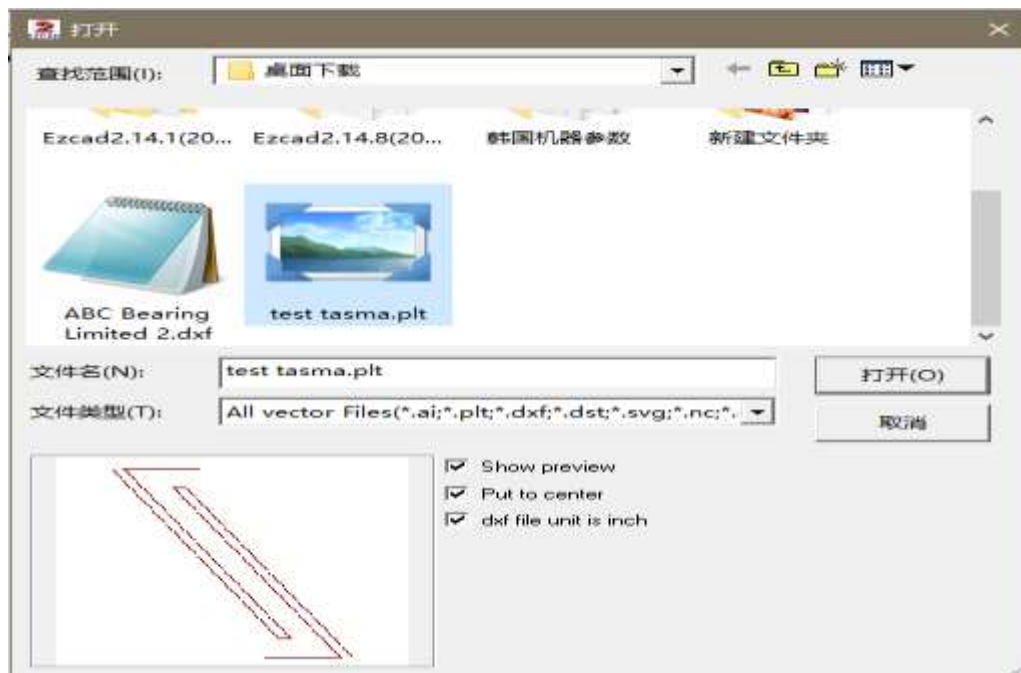 打开
查找范围(I):
桌面下载
Ezcad2.14.1(20...
Ezcad2.14.8(20...
韩国机器参数
新建文件夹
ABC Bearing
Limited 2.dxf
test tasma.plt
文件名(N):
test tasma.plt
打开(O)
文件类型(T):
All vector Files(*.ai;*.plt;*.dxf;*.dst;*.svg;*.nc;*.
取消
Show preview
Put to center
dxf file unit is inch